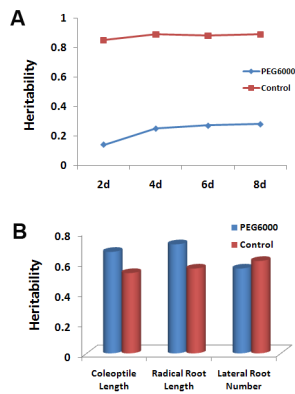 A
Heritability
1
0.8
0.6
0.4
0.2
0
2d 4d 6d 8d
PEG6000
Control
B
Heritability
0.8
0.6
0.4
0.2
0
PEG6000
Control
Coleoptile Radical Root Lateral Root
Length Length Number